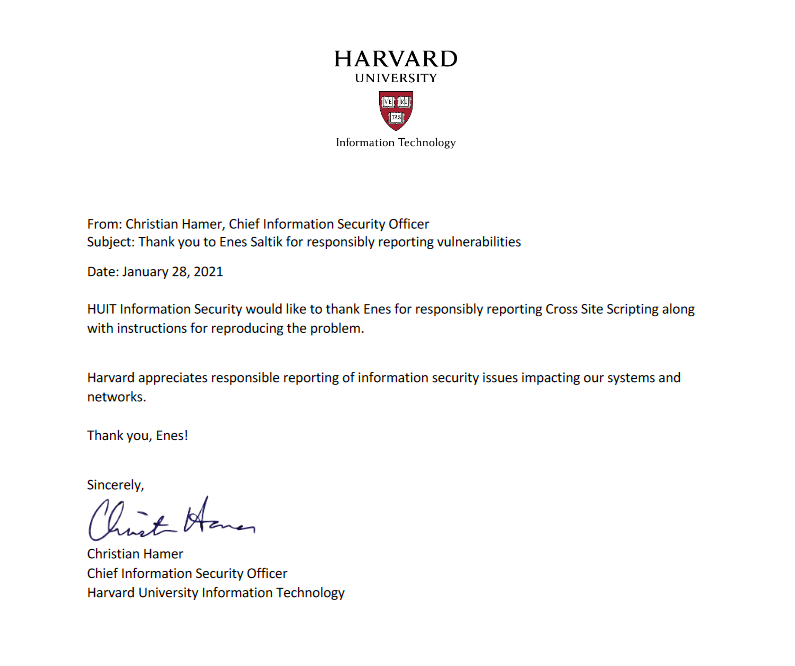 HARVARD
UNIVERSITY
VE RI
TAS
Information Technology
From: Christian Hamer, Chief Information Security Officer
Subject: Thank you to Enes Saltik for responsibly reporting vulnerabilities
Date: January 28, 2021
HUIT Information Security would like to thank Enes for responsibly reporting Cross Site Scripting along
with instructions for reproducing the problem.
Harvard appreciates responsible reporting of information security issues impacting our systems and
networks.
Thank you, Enes!
Sincerely,
Christian Hamer
Christian Hamer
Chief Information Security Officer
Harvard University Information Technology